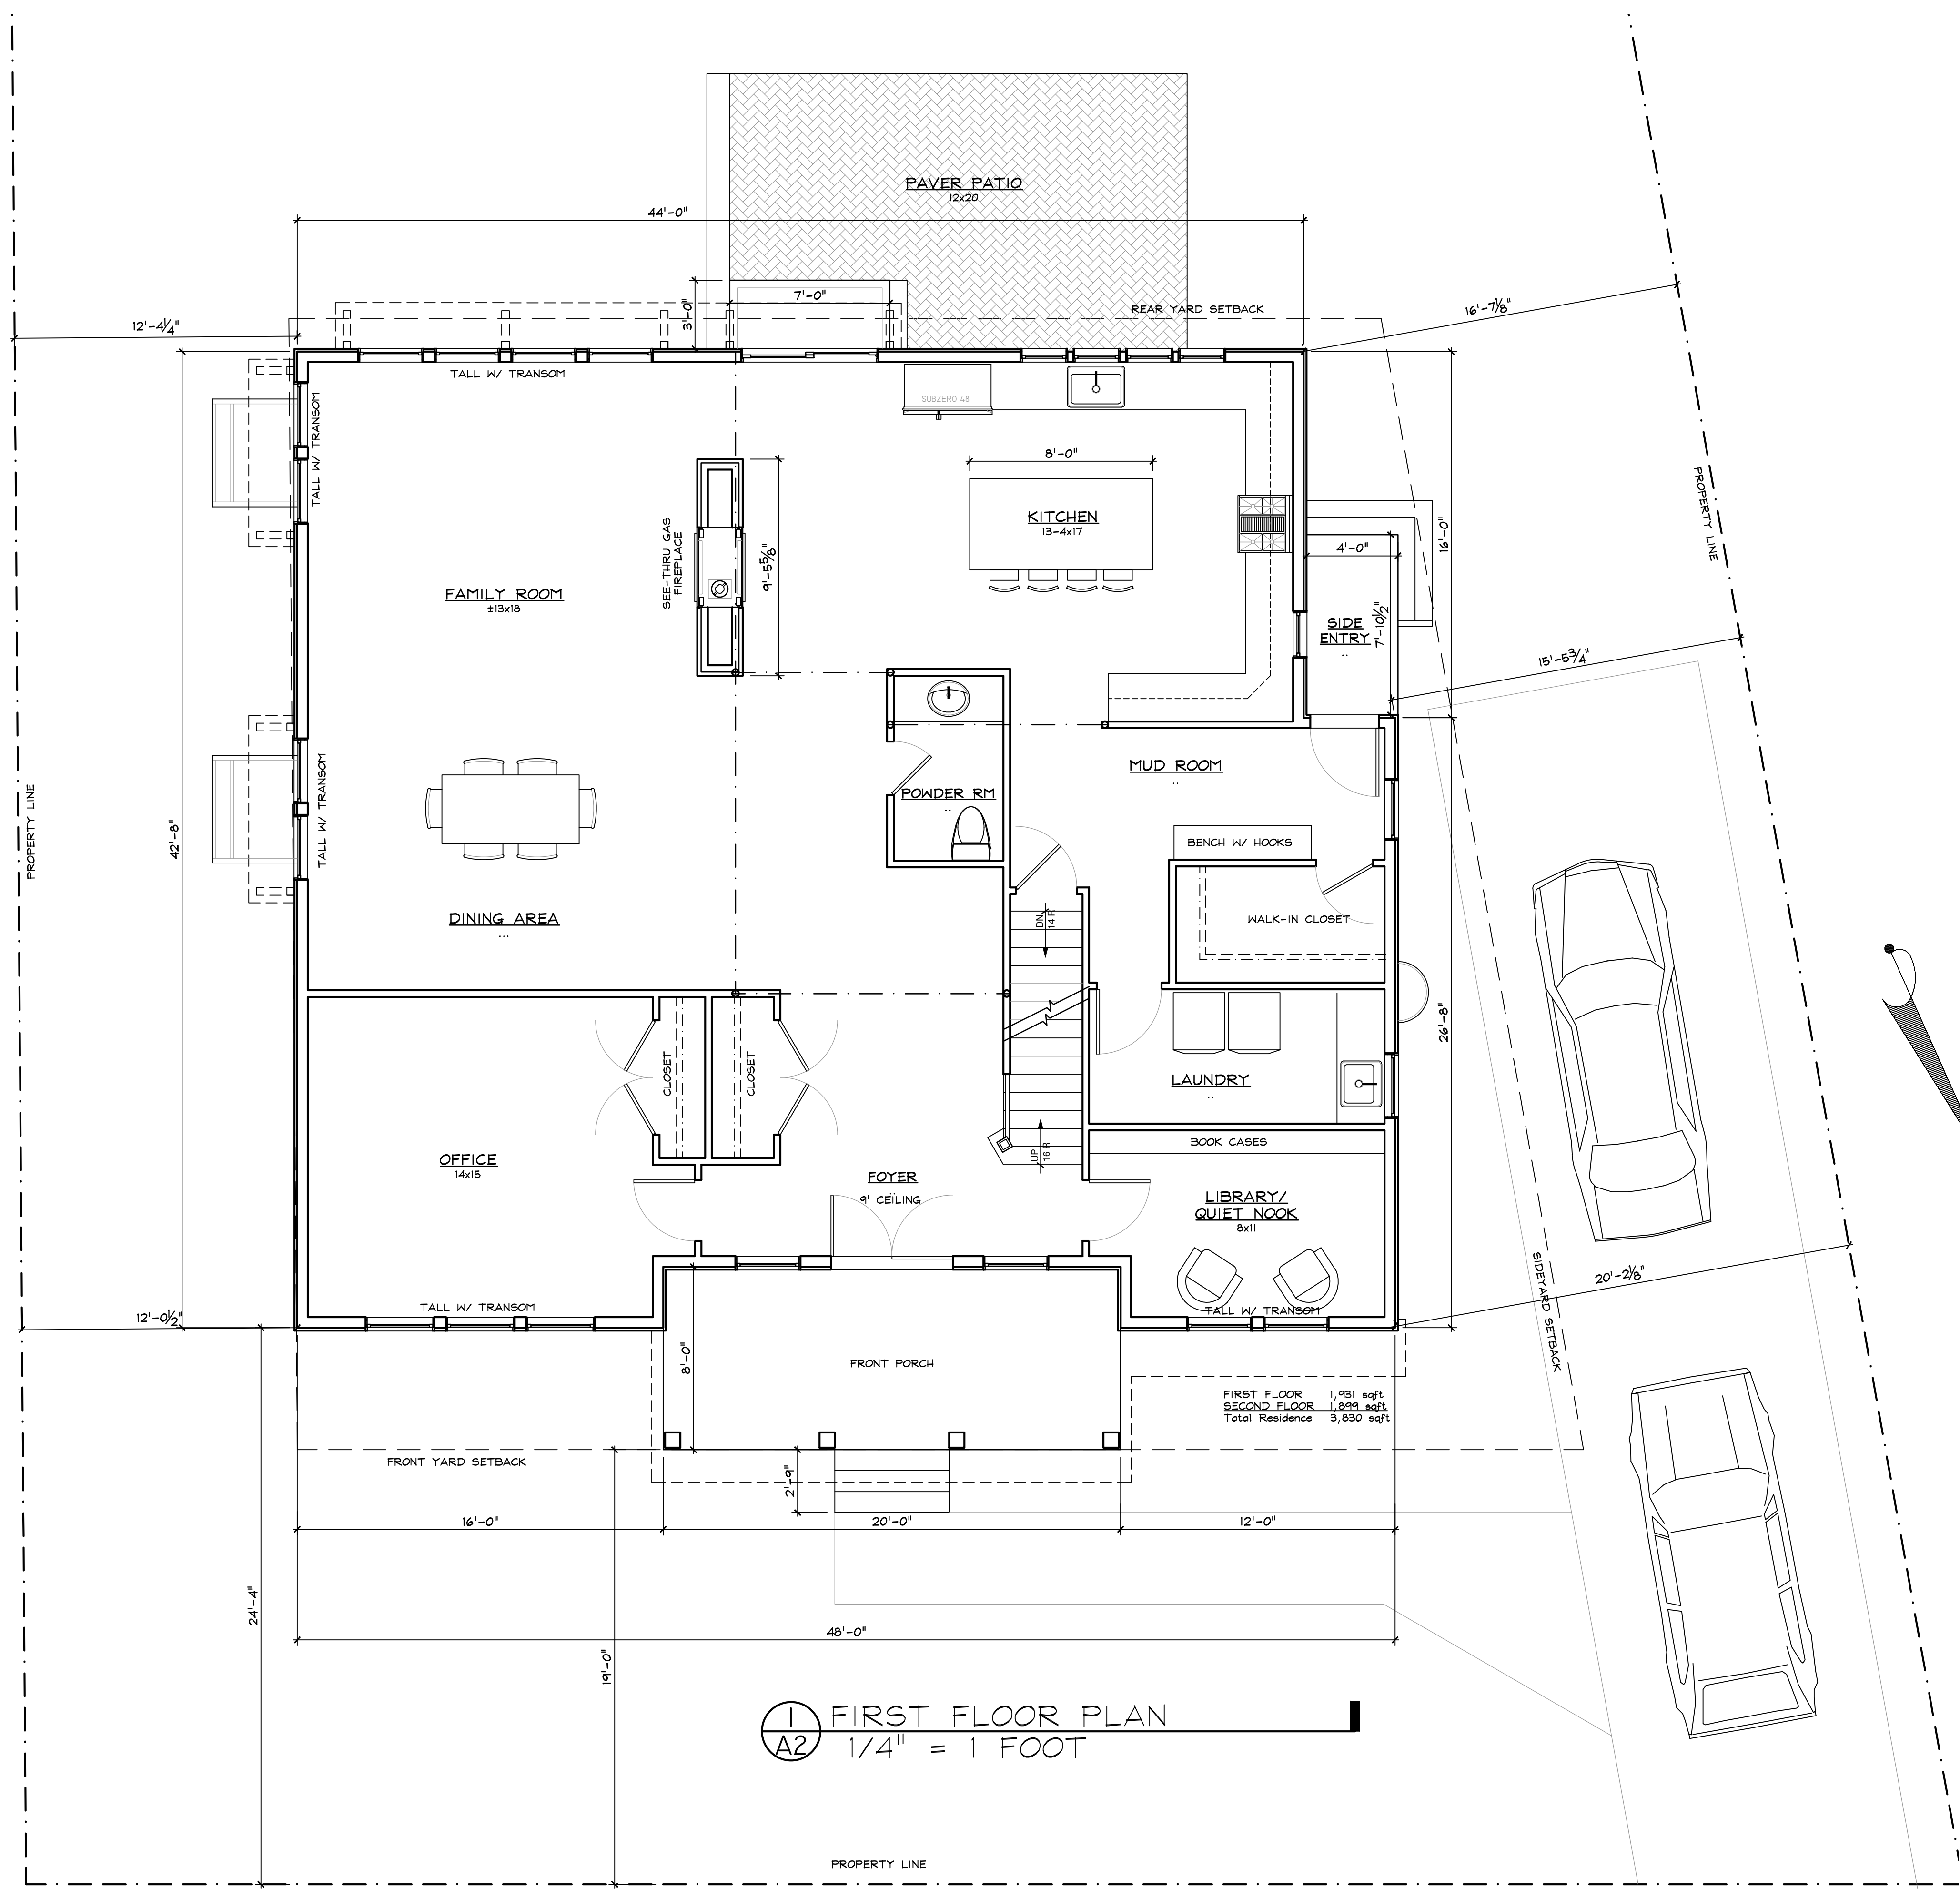 PAVER PATIO
12x20
44'-0"
7'-0"
3'-0"
REAR YARD SETBACK
16'-7⅛"
12'-4¼"
TALL W/ TRANSOM
TALL W/ TRANSOM
SUBZERO 48
8'-0"
KITCHEN
13-4x17
SEE-THRU GAS
FIREPLACE
9'-5⅝"
FAMILY ROOM
±13x18
4'-0"
16'-0"
SIDE
ENTRY
..
7'-10½"
15'-5¾"
PROPERTY LINE
PROPERTY LINE
MUD ROOM
..
POWDER RM
..
BENCH W/ HOOKS
TALL W/ TRANSOM
42'-8"
DINING AREA
...
WALK-IN CLOSET
DN
14 R
26'-8"
CLOSET
CLOSET
LAUNDRY
..
BOOK CASES
UP
16 R
OFFICE
14x15
FOYER
9' CEILING
LIBRARY/
QUIET NOOK
8x11
TALL W/ TRANSOM
TALL W/ TRANSOM
12'-0½"
20'-2⅛"
SIDEYARD SETBACK
8'-0"
FRONT PORCH
FIRST FLOOR 1,931 sqft
SECOND FLOOR 1,899 sqft
Total Residence 3,830 sqft
FRONT YARD SETBACK
2'-9"
16'-0"
20'-0"
12'-0"
24'-4"
19'-0"
48'-0"
1
A2
FIRST FLOOR PLAN
1/4" = 1 FOOT
PROPERTY LINE